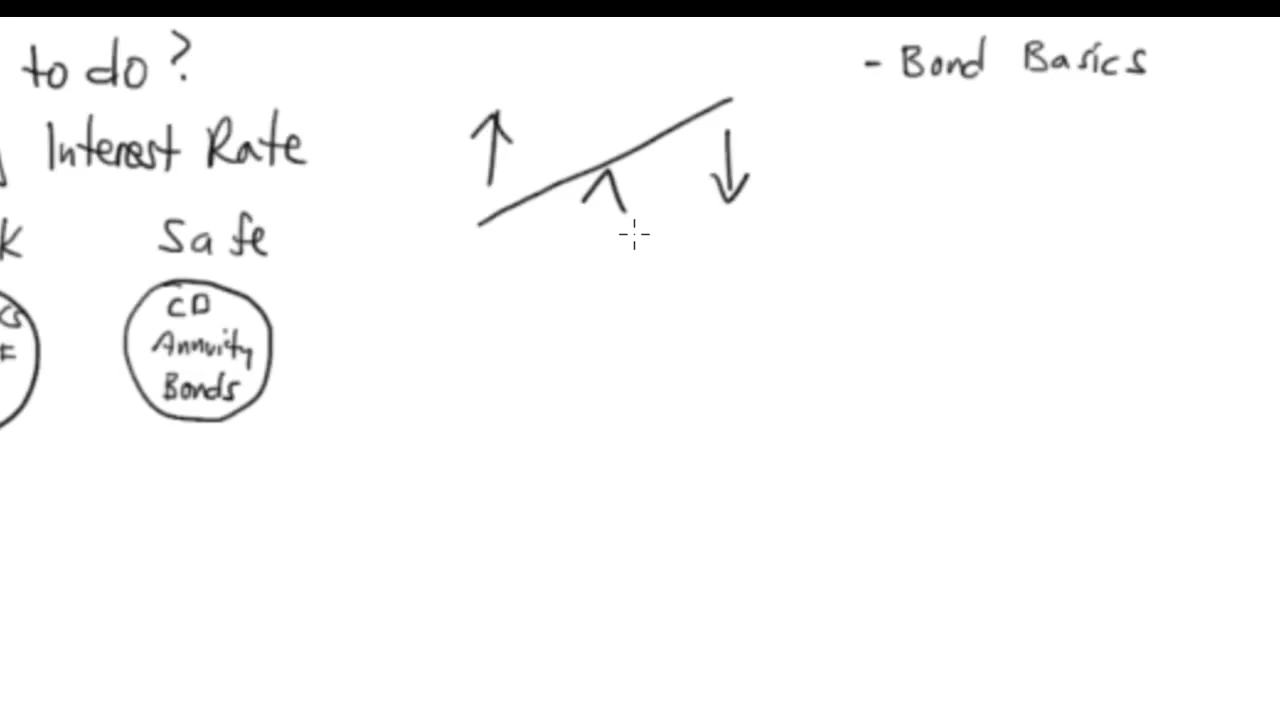 to do?
Interest Rate
Safe
CD
Annuity
Bonds
- Bond Basics